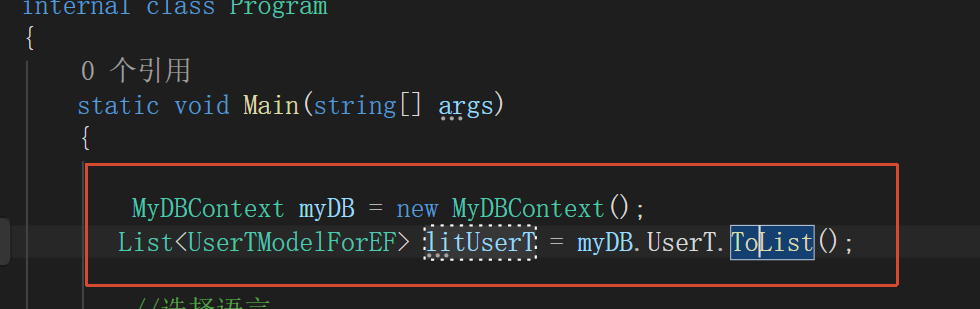 internal class Program
{
0 个引用
static void Main(string[] args)
{
MyDBContext myDB = new MyDBContext();
List<UserTModelForEF> litUserT = myDB.UserT.ToList();
//选择语言